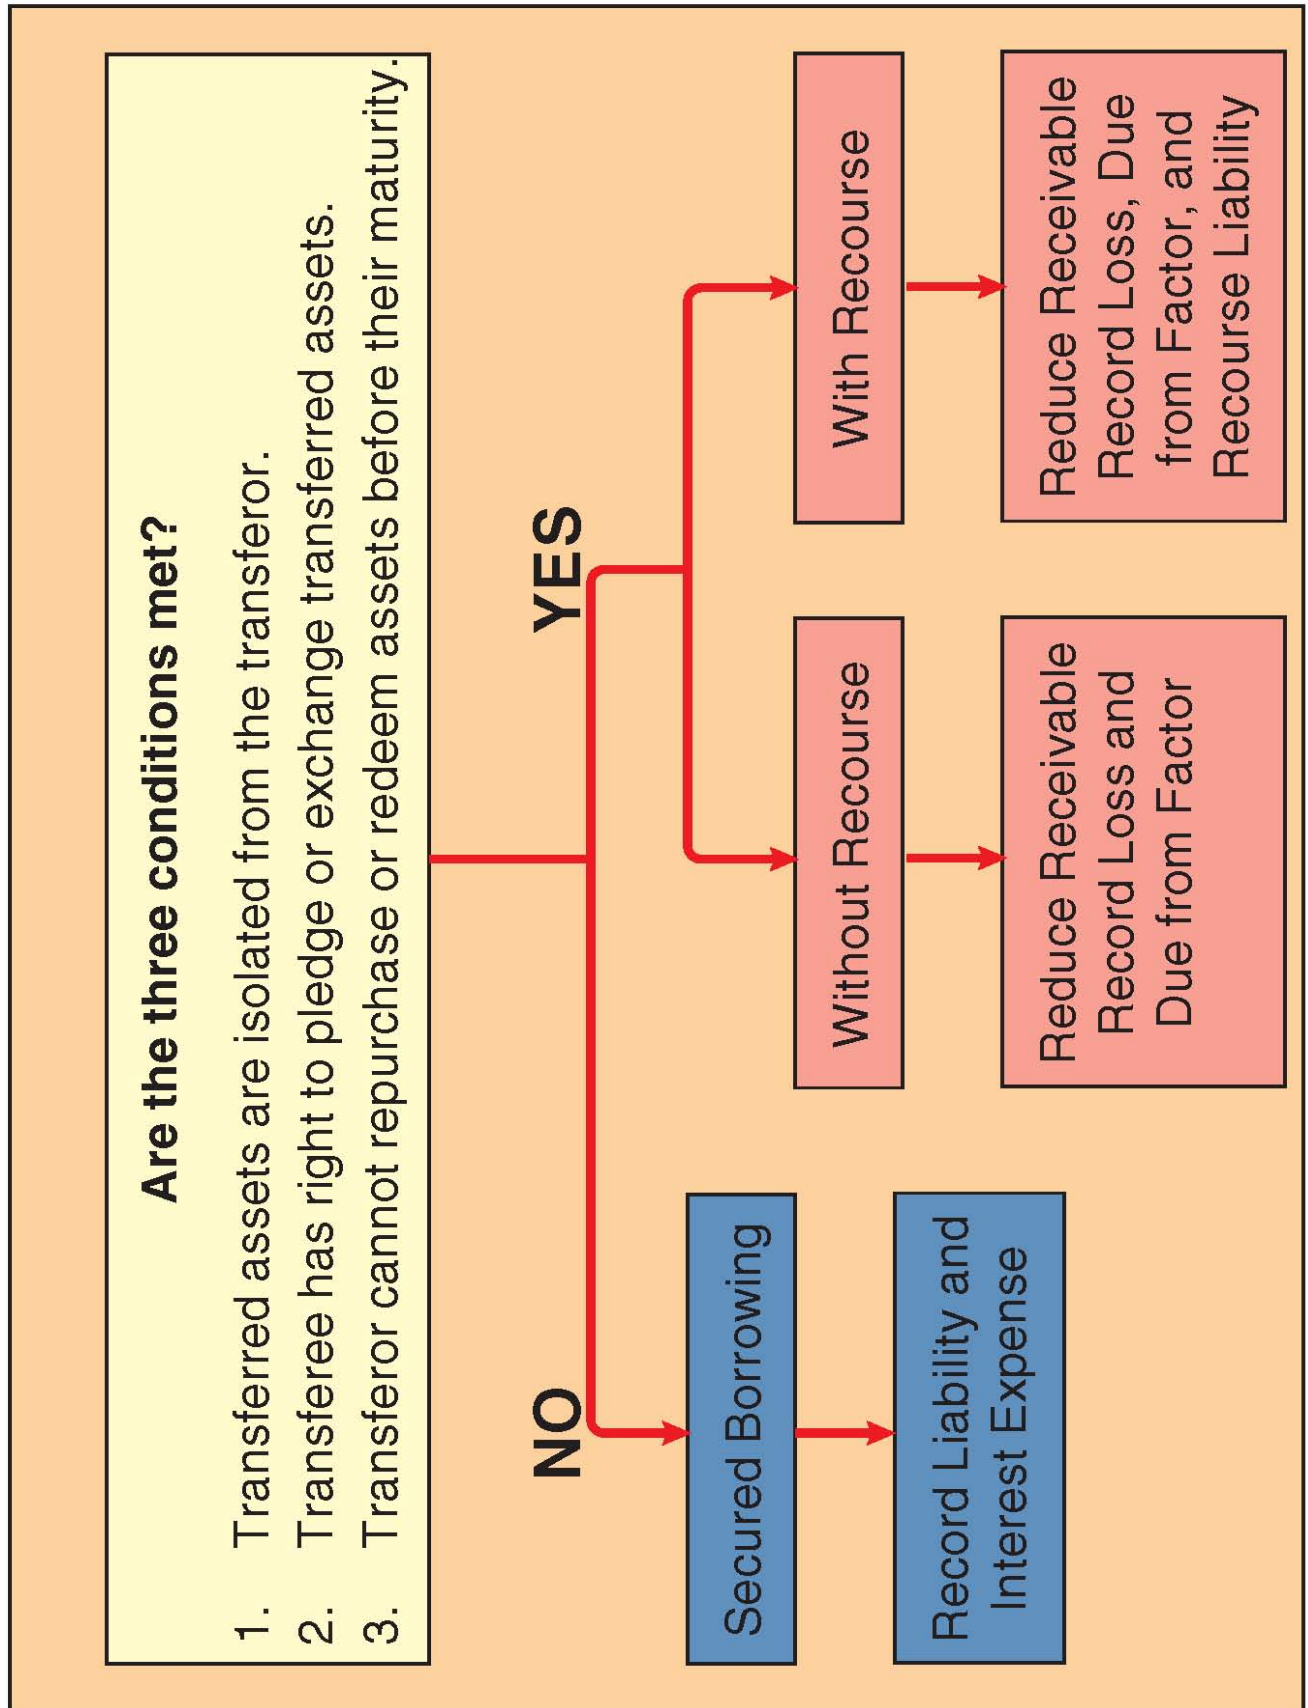 Are the three conditions met?
1. Transferred assets are isolated from the transferor.
2. Transferee has right to pledge or exchange transferred assets.
3. Transferor cannot repurchase or redeem assets before their maturity.
NO
YES
Secured Borrowing
Record Liability and
Interest Expense
Without Recourse
Reduce Receivable
Record Loss and
Due from Factor
With Recourse
Reduce Receivable
Record Loss, Due
from Factor, and
Recourse Liability